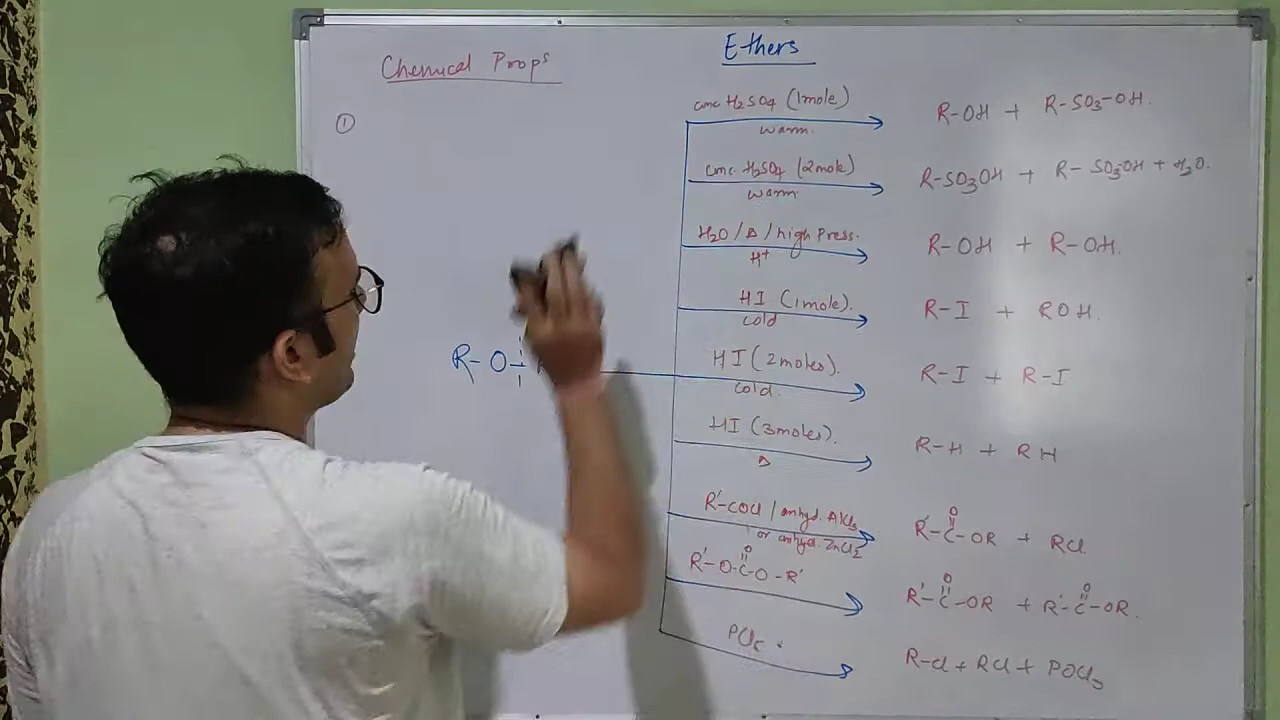 Ethers
Chemical Props
①
conc H₂SO₄ (1mole)
warm.
R-OH + R-SO₃-OH.
conc. H₂SO₄ (2mole)
warm
R-SO₃OH + R-SO₃OH + H₂O.
H₂O / Δ / high Press.
H⁺
R-OH + R-OH.
HI (1mole).
cold
R-I + ROH.
R-O
HI (2moles).
cold.
R-I + R-I
HI (3moles).
Δ
R-H + RH
R'-COCl / anhyd. AlCl₃
or anhyd. ZnCl₂
O
R'-C-OR + RCl.
O
R'-O-C-O-R'
O O
R'-C-OR + R'-C-OR.
PCl₅.
R-Cl + RCl + POCl₃